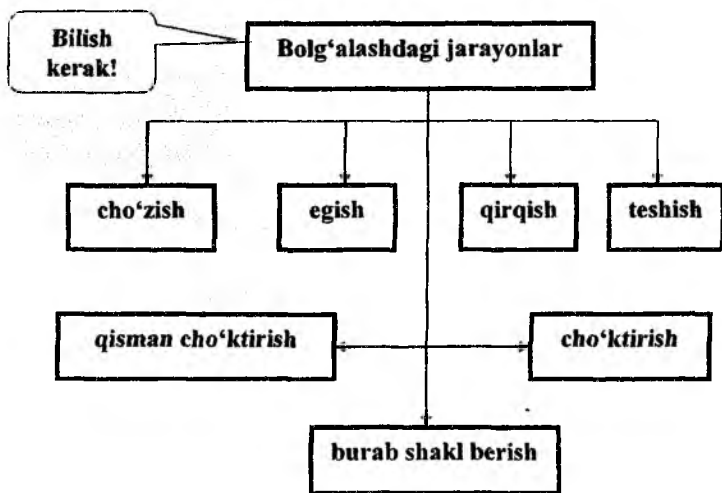 Bilish
kerak!
Bolg‘alashdagi jarayonlar
cho‘zish
egish
qirqish
teshish
qisman cho‘ktirish
cho‘ktirish
burab shakl berish